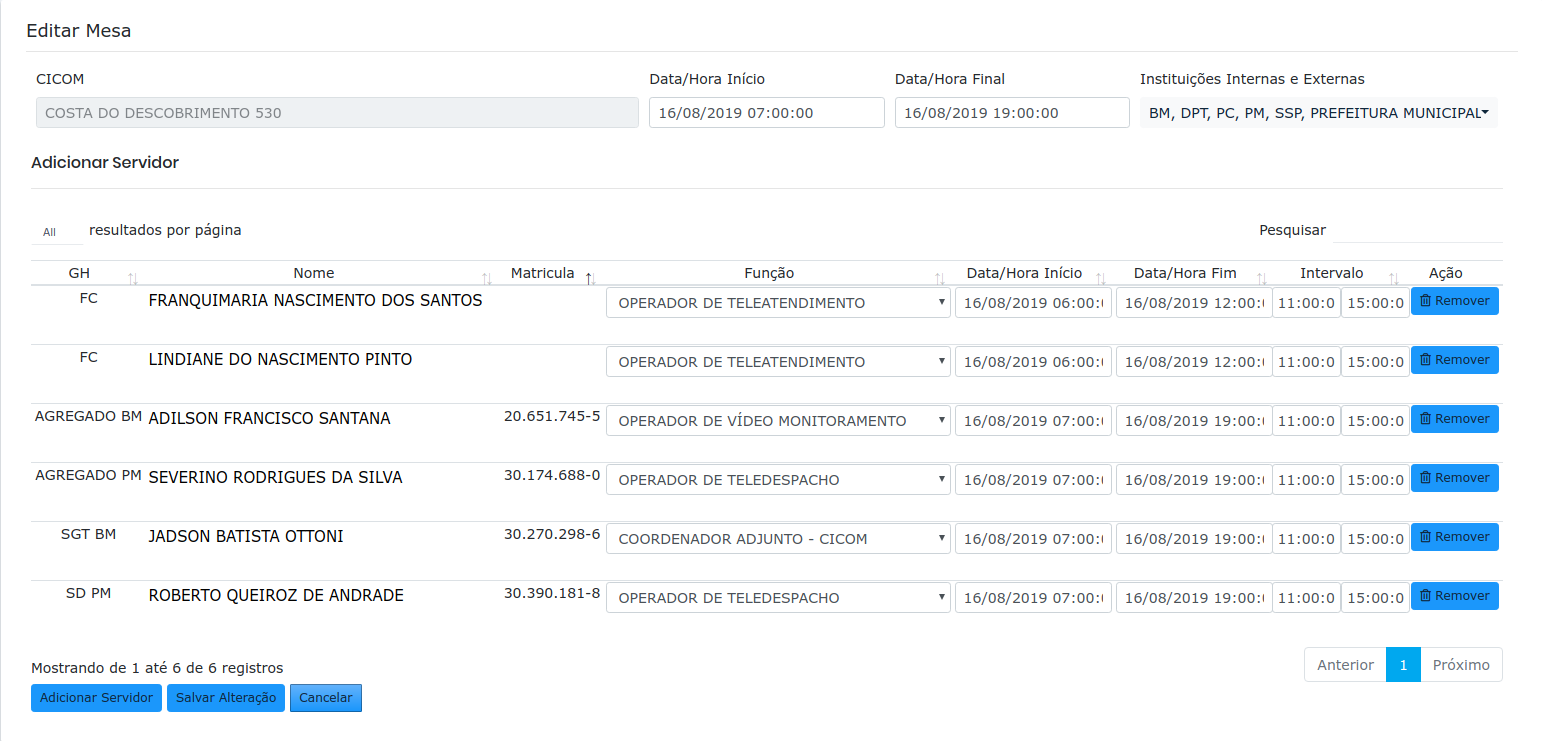 Editar Mesa
CICOM Data/Hora Início Data/Hora Final Instituições Internas e Externas
COSTA DO DESCOBRIMENTO 530 16/08/2019 07:00:00 16/08/2019 19:00:00 BM, DPT, PC, PM, SSP, PREFEITURA MUNICIPAL
Adicionar Servidor
All resultados por página Pesquisar
GH Nome Matricula Função Data/Hora Início Data/Hora Fim Intervalo Ação
FC FRANQUIMARIA NASCIMENTO DOS SANTOS OPERADOR DE TELEATENDIMENTO 16/08/2019 06:00: 16/08/2019 12:00: 11:00:0 15:00:0 Remover
FC LINDIANE DO NASCIMENTO PINTO OPERADOR DE TELEATENDIMENTO 16/08/2019 06:00: 16/08/2019 12:00: 11:00:0 15:00:0 Remover
AGREGADO BM ADILSON FRANCISCO SANTANA 20.651.745-5 OPERADOR DE VÍDEO MONITORAMENTO 16/08/2019 07:00: 16/08/2019 19:00: 11:00:0 15:00:0 Remover
AGREGADO PM SEVERINO RODRIGUES DA SILVA 30.174.688-0 OPERADOR DE TELEDESPACHO 16/08/2019 07:00: 16/08/2019 19:00: 11:00:0 15:00:0 Remover
SGT BM JADSON BATISTA OTTONI 30.270.298-6 COORDENADOR ADJUNTO - CICOM 16/08/2019 07:00: 16/08/2019 19:00: 11:00:0 15:00:0 Remover
SD PM ROBERTO QUEIROZ DE ANDRADE 30.390.181-8 OPERADOR DE TELEDESPACHO 16/08/2019 07:00: 16/08/2019 19:00: 11:00:0 15:00:0 Remover
Mostrando de 1 até 6 de 6 registros Anterior 1 Próximo
Adicionar Servidor Salvar Alteração Cancelar